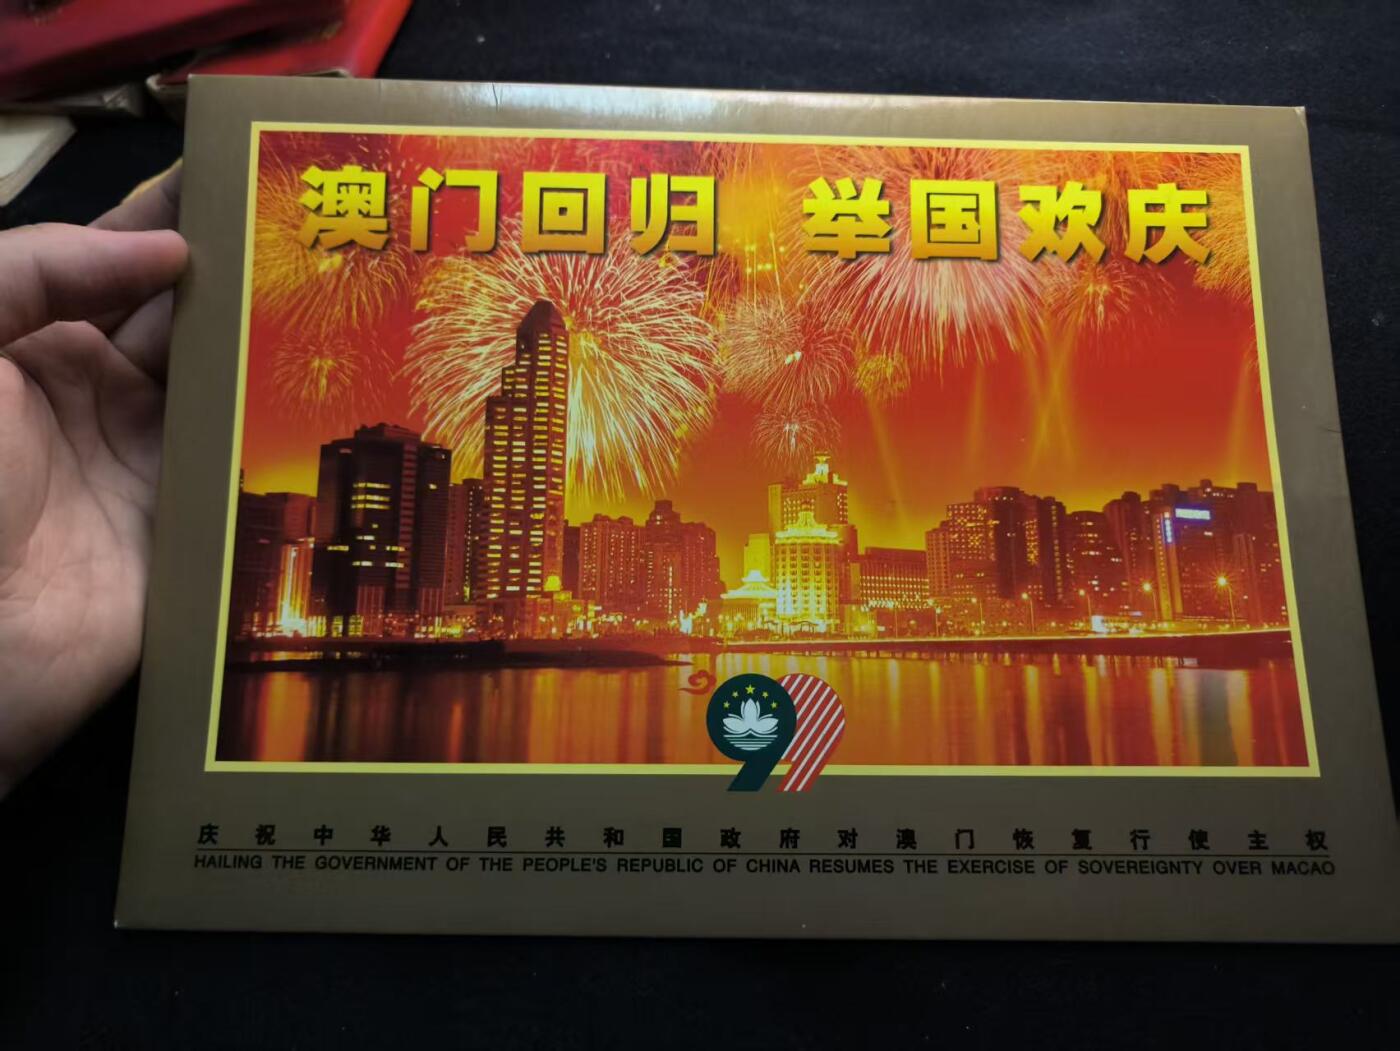 澳门回归 举国欢庆
99
庆祝中华人民共和国政府对澳门恢复行使主权
HAILING THE GOVERNMENT OF THE PEOPLE'S REPUBLIC OF CHINA RESUMES THE EXERCISE OF SOVEREIGNTY OVER MACAO